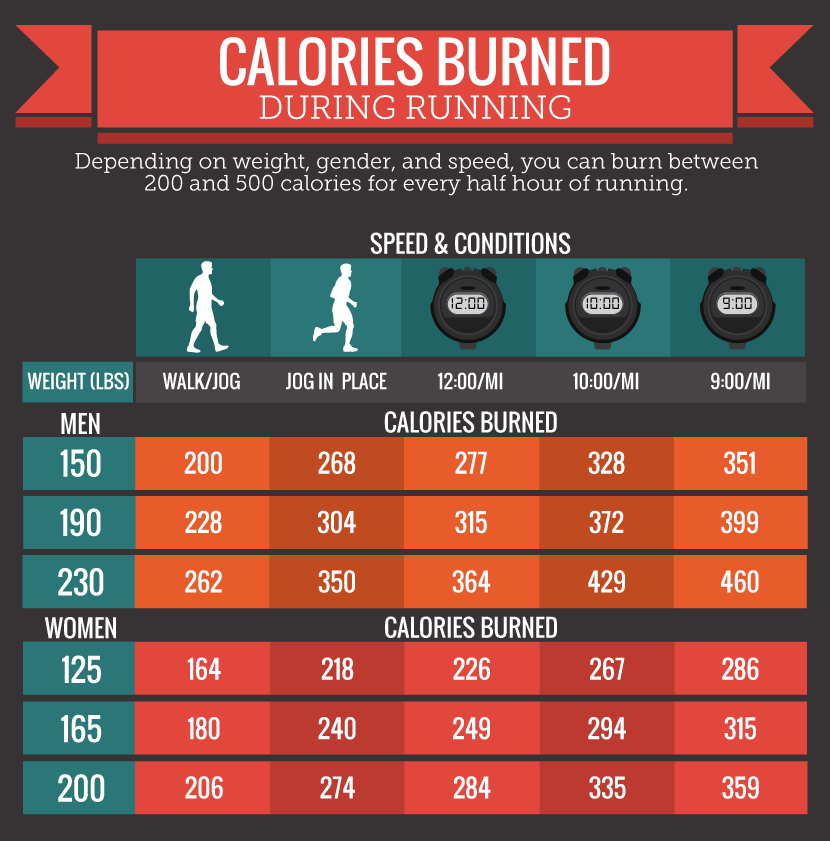 CALORIES BURNED
DURING RUNNING
Depending on weight, gender, and speed, you can burn between
200 and 500 calories for every half hour of running.
SPEED & CONDITIONS
12:00 10:00 9:00
WEIGHT (LBS) WALK/JOG JOG IN PLACE 12:00/MI 10:00/MI 9:00/MI
MEN CALORIES BURNED
150 200 268 277 328 351
190 228 304 315 372 399
230 262 350 364 429 460
WOMEN CALORIES BURNED
125 164 218 226 267 286
165 180 240 249 294 315
200 206 274 284 335 359